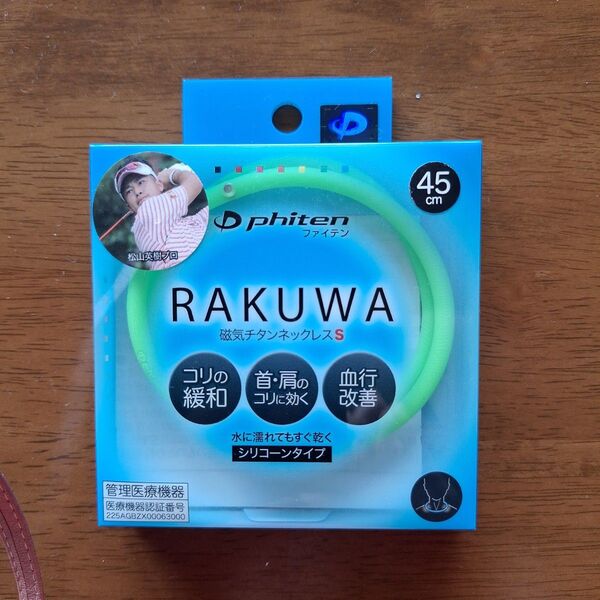 45
cm
phiten
ファイテン
松山英樹プロ
RAKUWA
磁気チタンネックレスS
コリの
緩和
首・肩の
コリに効く
血行
改善
水に濡れてもすぐ乾く
シリコーンタイプ
管理医療機器
医療機器認証番号
225AGBZX00063000